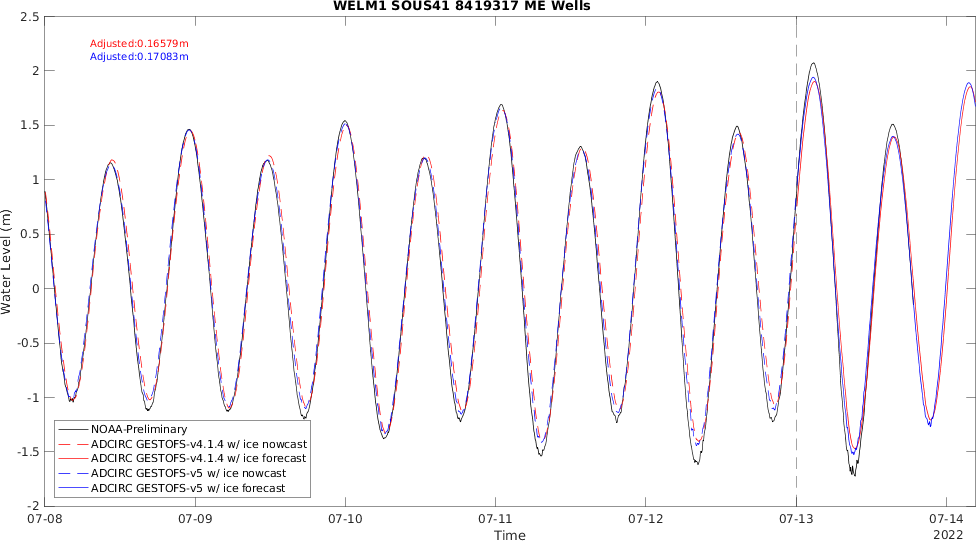 WELM1 SOUS41 8419317 ME Wells
Adjusted:0.16579m
Adjusted:0.17083m
Water Level (m)
2.5
2
1.5
1
0.5
0
-0.5
-1
-1.5
-2
NOAA-Preliminary
ADCIRC GESTOFS-v4.1.4 w/ ice nowcast
ADCIRC GESTOFS-v4.1.4 w/ ice forecast
ADCIRC GESTOFS-v5 w/ ice nowcast
ADCIRC GESTOFS-v5 w/ ice forecast
07-08 07-09 07-10 07-11 07-12 07-13 07-14
Time
2022